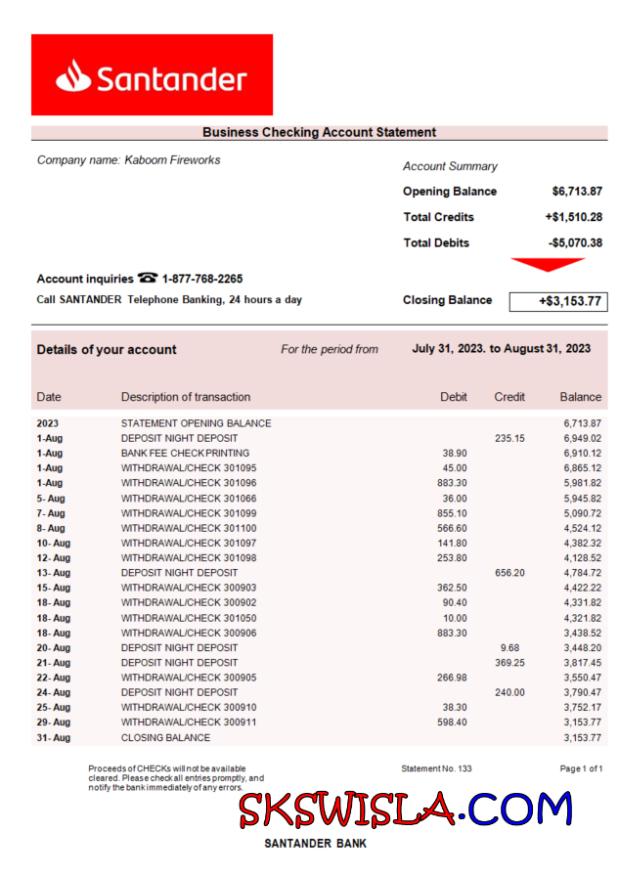 Santander
Business Checking Account Statement
Company name: Kaboom Fireworks
Account Summary
Opening Balance $6,713.87
Total Credits +$1,510.28
Total Debits -$5,070.38
Account inquiries ☎ 1-877-768-2265
Call SANTANDER Telephone Banking, 24 hours a day
Closing Balance +$3,153.77
Details of your account For the period from July 31, 2023. to August 31, 2023
Date Description of transaction Debit Credit Balance
2023 STATEMENT OPENING BALANCE 6,713.87
1-Aug DEPOSIT NIGHT DEPOSIT 235.15 6,949.02
1-Aug BANK FEE CHECK PRINTING 38.90 6,910.12
1-Aug WITHDRAWAL/CHECK 301095 45.00 6,865.12
1-Aug WITHDRAWAL/CHECK 301096 883.30 5,981.82
5- Aug WITHDRAWAL/CHECK 301066 36.00 5,945.82
7- Aug WITHDRAWAL/CHECK 301099 855.10 5,090.72
8- Aug WITHDRAWAL/CHECK 301100 566.60 4,524.12
10- Aug WITHDRAWAL/CHECK 301097 141.80 4,382.32
12- Aug WITHDRAWAL/CHECK 301098 253.80 4,128.52
13- Aug DEPOSIT NIGHT DEPOSIT 656.20 4,784.72
15- Aug WITHDRAWAL/CHECK 300903 362.50 4,422.22
18- Aug WITHDRAWAL/CHECK 300902 90.40 4,331.82
18- Aug WITHDRAWAL/CHECK 301050 10.00 4,321.82
18- Aug WITHDRAWAL/CHECK 300906 883.30 3,438.52
20- Aug DEPOSIT NIGHT DEPOSIT 9.68 3,448.20
21- Aug DEPOSIT NIGHT DEPOSIT 369.25 3,817.45
22- Aug WITHDRAWAL/CHECK 300905 266.98 3,550.47
24- Aug DEPOSIT NIGHT DEPOSIT 240.00 3,790.47
25- Aug WITHDRAWAL/CHECK 300910 38.30 3,752.17
29- Aug WITHDRAWAL/CHECK 300911 598.40 3,153.77
31- Aug CLOSING BALANCE 3,153.77
Proceeds of CHECKs will not be available
cleared. Please check all entries promptly, and
notify the bank immediately of any errors.
Statement No. 133
Page 1 of 1
SKSWISLA.COM
SANTANDER BANK